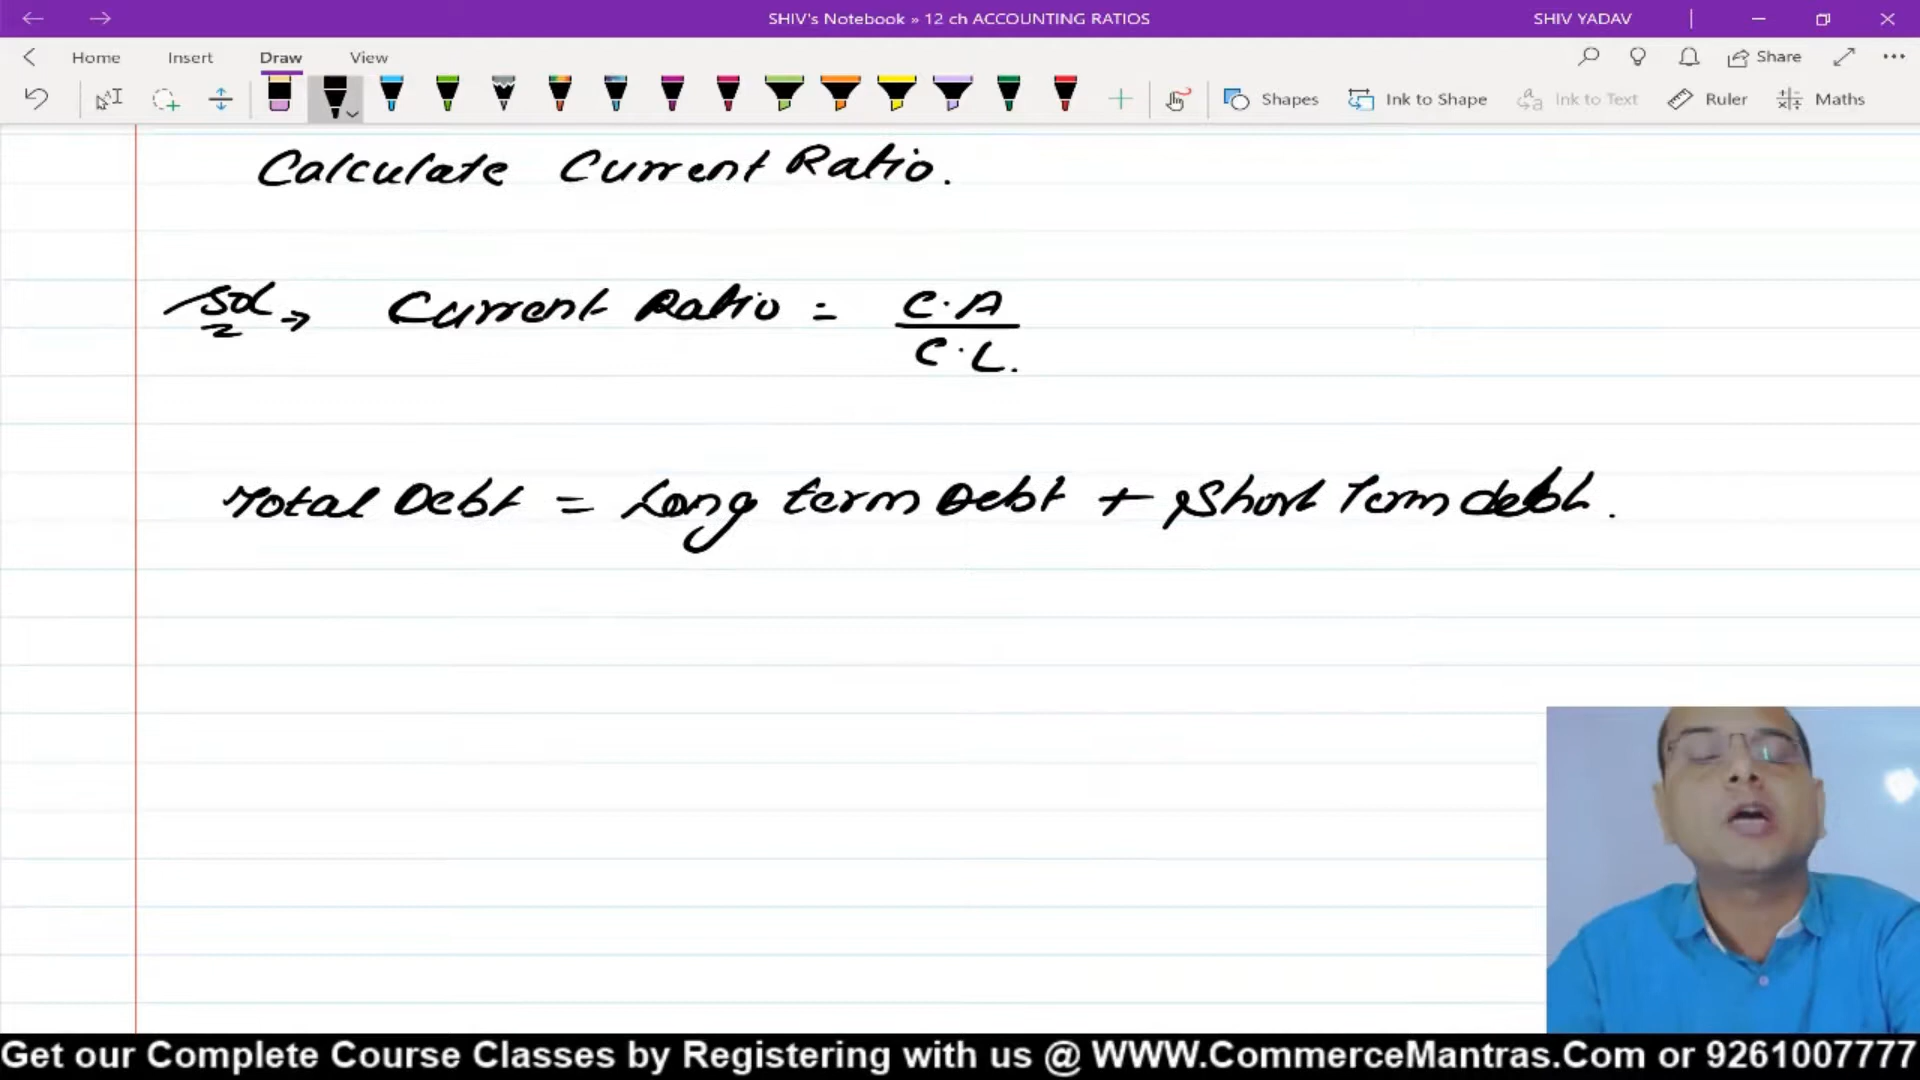 SHIV's Notebook » 12 ch ACCOUNTING RATIOS
SHIV YADAV
Home Insert Draw View
Share
Shapes Ink to Shape Ink to Text Ruler Maths
Calculate Current Ratio.
Sol → Current Ratio = C.A
C.L.
Total Debt = Long term Debt + Short Term debt.
Get our Complete Course Classes by Registering with us @ WWW.CommerceMantras.Com or 9261007777